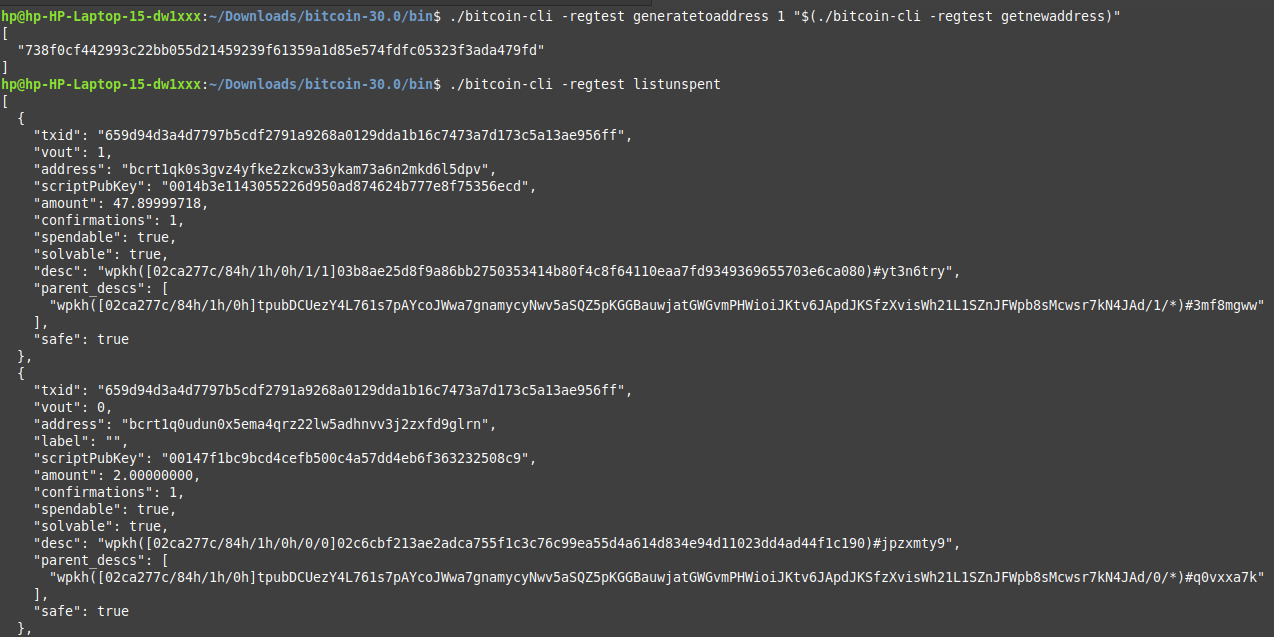 hp@hp-HP-Laptop-15-dw1xxx:~/Downloads/bitcoin-30.0/bin$ ./bitcoin-cli -regtest generatetoaddress 1 "$(./bitcoin-cli -regtest getnewaddress)"
[
  "738f0cf442993c22bb055d21459239f61359a1d85e574fdfc05323f3ada479fd"
]
hp@hp-HP-Laptop-15-dw1xxx:~/Downloads/bitcoin-30.0/bin$ ./bitcoin-cli -regtest listunspent
[
  {
    "txid": "659d94d3a4d7797b5cdf2791a9268a0129dda1b16c7473a7d173c5a13ae956ff",
    "vout": 1,
    "address": "bcrt1qk0s3gvz4yfke2zkcw33ykam73a6n2mkd6l5dpv",
    "scriptPubKey": "0014b3e1143055226d950ad874624b777e8f75356ecd",
    "amount": 47.89999718,
    "confirmations": 1,
    "spendable": true,
    "solvable": true,
    "desc": "wpkh([02ca277c/84h/1h/0h/1/1]03b8ae25d8f9a86bb2750353414b80f4c8f64110eaa7fd9349369655703e6ca080)#yt3n6try",
    "parent_descs": [
      "wpkh([02ca277c/84h/1h/0h]tpubDCUezY4L761s7pAYcoJWwa7gnamycyNwv5aSQZ5pKGGBauwjatGWGvmPHWioiJKtv6JApdJKSfzXvisWh21L1SZnJFWpb8sMcwsr7kN4JAd/1/*)#3mf8mgww"
    ],
    "safe": true
  },
  {
    "txid": "659d94d3a4d7797b5cdf2791a9268a0129dda1b16c7473a7d173c5a13ae956ff",
    "vout": 0,
    "address": "bcrt1q0udun0x5ema4qrz22lw5adhnvv3j2zxfd9glrn",
    "label": "",
    "scriptPubKey": "00147f1bc9bcd4cefb500c4a57dd4eb6f363232508c9",
    "amount": 2.00000000,
    "confirmations": 1,
    "spendable": true,
    "solvable": true,
    "desc": "wpkh([02ca277c/84h/1h/0h/0/0]02c6cbf213ae2adca755f1c3c76c99ea55d4a614d834e94d11023dd4ad44f1c190)#jpzxmty9",
    "parent_descs": [
      "wpkh([02ca277c/84h/1h/0h]tpubDCUezY4L761s7pAYcoJWwa7gnamycyNwv5aSQZ5pKGGBauwjatGWGvmPHWioiJKtv6JApdJKSfzXvisWh21L1SZnJFWpb8sMcwsr7kN4JAd/0/*)#q0vxxa7k"
    ],
    "safe": true
  },